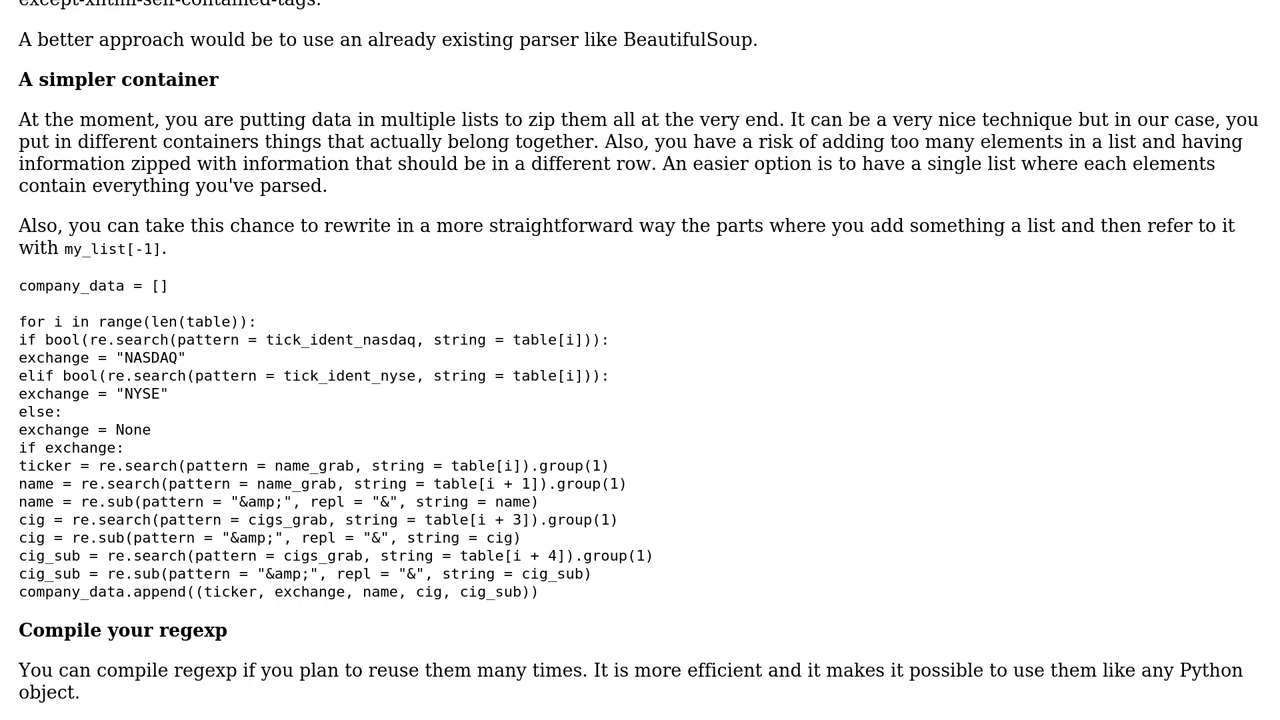 except-xhtml-self-contained-tags.
A better approach would be to use an already existing parser like BeautifulSoup.
A simpler container
At the moment, you are putting data in multiple lists to zip them all at the very end. It can be a very nice technique but in our case, you
put in different containers things that actually belong together. Also, you have a risk of adding too many elements in a list and having
information zipped with information that should be in a different row. An easier option is to have a single list where each elements
contain everything you've parsed.
Also, you can take this chance to rewrite in a more straightforward way the parts where you add something a list and then refer to it
with my_list[-1].
company_data = []
for i in range(len(table)):
if bool(re.search(pattern = tick_ident_nasdaq, string = table[i])):
exchange = "NASDAQ"
elif bool(re.search(pattern = tick_ident_nyse, string = table[i])):
exchange = "NYSE"
else:
exchange = None
if exchange:
ticker = re.search(pattern = name_grab, string = table[i]).group(1)
name = re.search(pattern = name_grab, string = table[i + 1]).group(1)
name = re.sub(pattern = "&amp;", repl = "&", string = name)
cig = re.search(pattern = cigs_grab, string = table[i + 3]).group(1)
cig = re.sub(pattern = "&amp;", repl = "&", string = cig)
cig_sub = re.search(pattern = cigs_grab, string = table[i + 4]).group(1)
cig_sub = re.sub(pattern = "&amp;", repl = "&", string = cig_sub)
company_data.append((ticker, exchange, name, cig, cig_sub))
Compile your regexp
You can compile regexp if you plan to reuse them many times. It is more efficient and it makes it possible to use them like any Python
object.